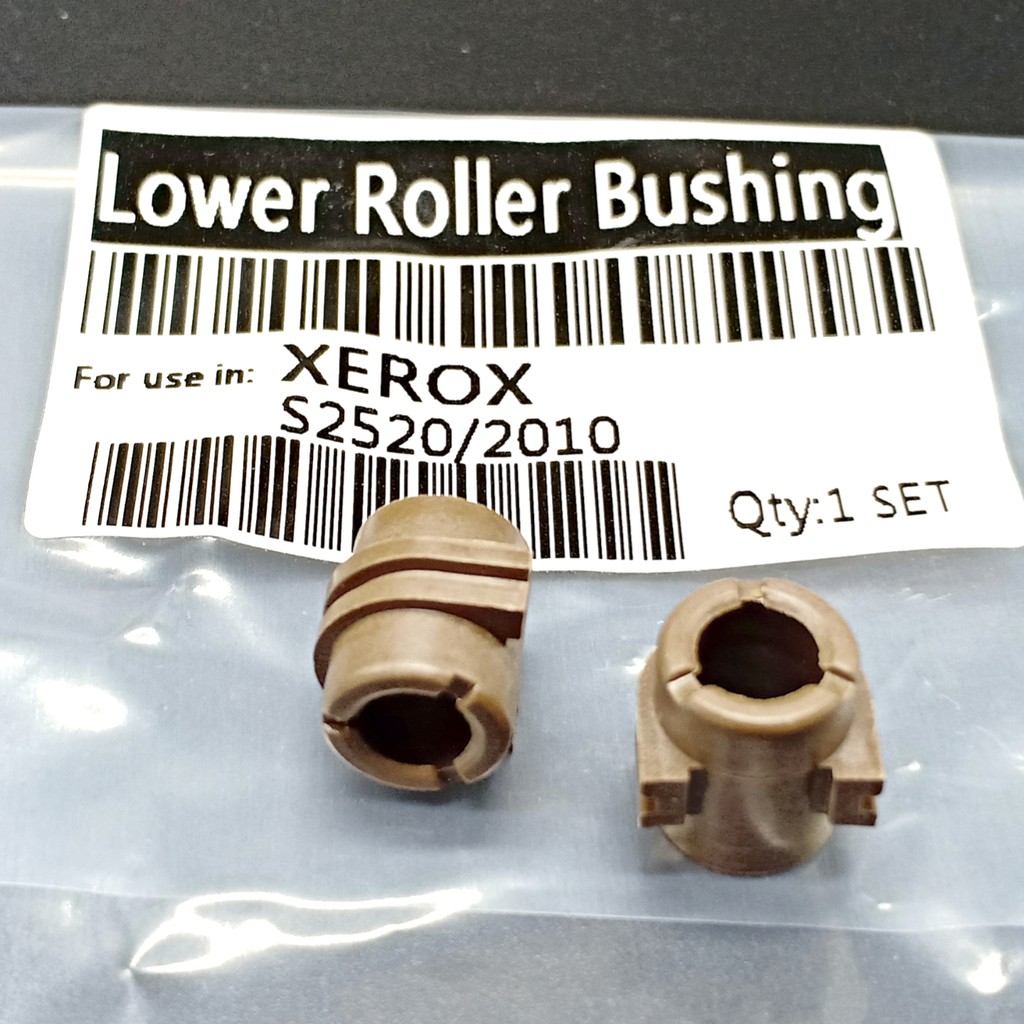 Lower Roller Bushing
For use in: XEROX
S2520/2010
Qty:1 SET